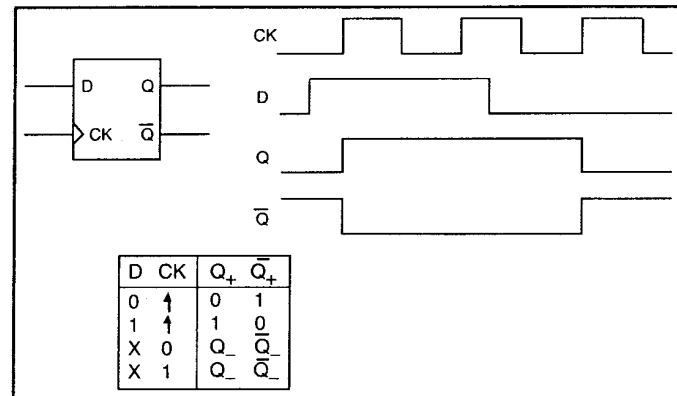 CK
D
Q
Q̅
D Q
CK Q̅
D CK Q₊ Q̅₊
0 ↑ 0 1
1 ↑ 1 0
X 0 Q₋ Q̅₋
X 1 Q₋ Q̅₋